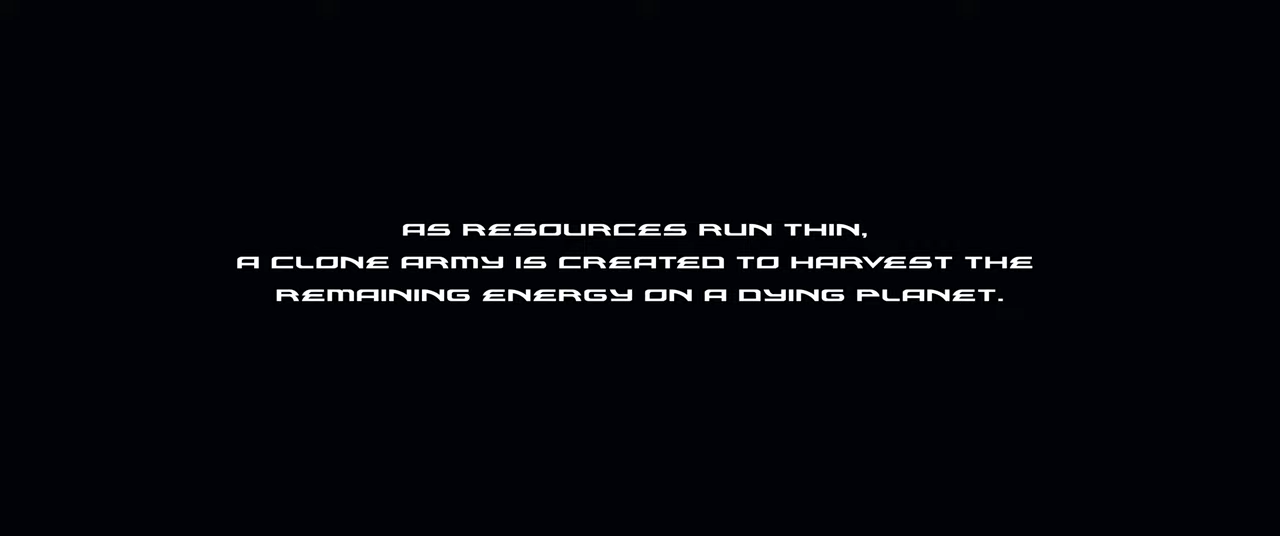 AS RESOURCES RUN THIN,
A CLONE ARMY IS CREATED TO HARVEST THE
REMAINING ENERGY ON A DYING PLANET.